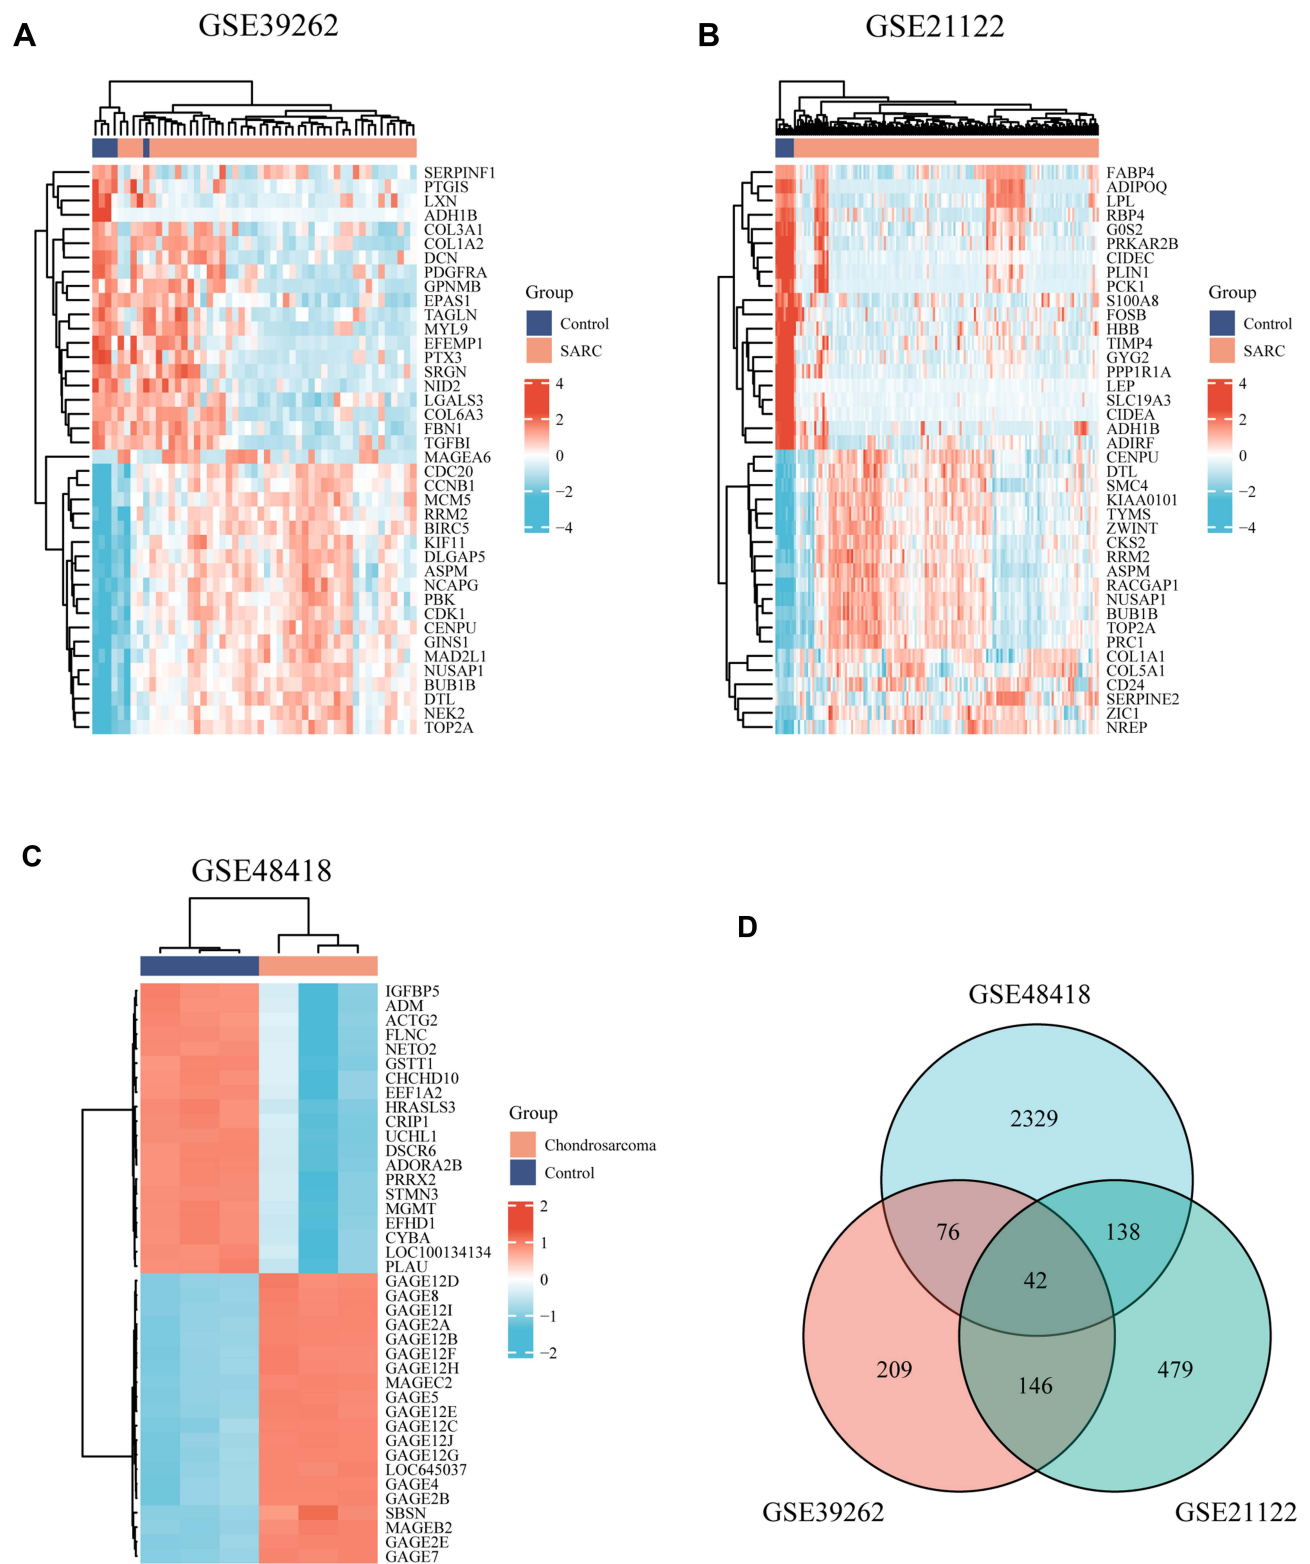 A
GSE39262
SERPINF1
PTGIS
LXN
ADH1B
COL3A1
COL1A2
DCN
PDGFRA
GPNMB
EPAS1
TAGLN
MYL9
EFEMP1
PTX3
SRGN
NID2
LGALS3
COL6A3
FBN1
TGFBI
MAGEA6
CDC20
CCNB1
MCM5
RRM2
BIRC5
KIF11
DLGAP5
ASPM
NCAPG
PBK
CDK1
CENPU
GINS1
MAD2L1
NUSAP1
BUB1B
DTL
NEK2
TOP2A
Group
Control
SARC
4
2
0
−2
−4
B
GSE21122
FABP4
ADIPOQ
LPL
RBP4
G0S2
PRKAR2B
CIDEC
PLIN1
PCK1
S100A8
FOSB
HBB
TIMP4
GYG2
PPP1R1A
LEP
SLC19A3
CIDEA
ADH1B
ADIRF
CENPU
DTL
SMC4
KIAA0101
TYMS
ZWINT
CKS2
RRM2
ASPM
RACGAP1
NUSAP1
BUB1B
TOP2A
PRC1
COL1A1
COL5A1
CD24
SERPINE2
ZIC1
NREP
Group
Control
SARC
4
2
0
−2
−4
C
GSE48418
IGFBP5
ADM
ACTG2
FLNC
NETO2
GSTT1
CHCHD10
EEF1A2
HRASLS3
CRIP1
UCHL1
DSCR6
ADORA2B
PRRX2
STMN3
MGMT
EFHD1
CYBA
LOC100134134
PLAU
GAGE12D
GAGE8
GAGE12I
GAGE2A
GAGE12B
GAGE12F
GAGE12H
MAGEC2
GAGE5
GAGE12E
GAGE12C
GAGE12J
GAGE12G
LOC645037
GAGE4
GAGE2B
SBSN
MAGEB2
GAGE2E
GAGE7
Group
Chondrosarcoma
Control
2
1
0
−1
−2
D
GSE48418
2329
76
138
42
209
146
479
GSE39262
GSE21122